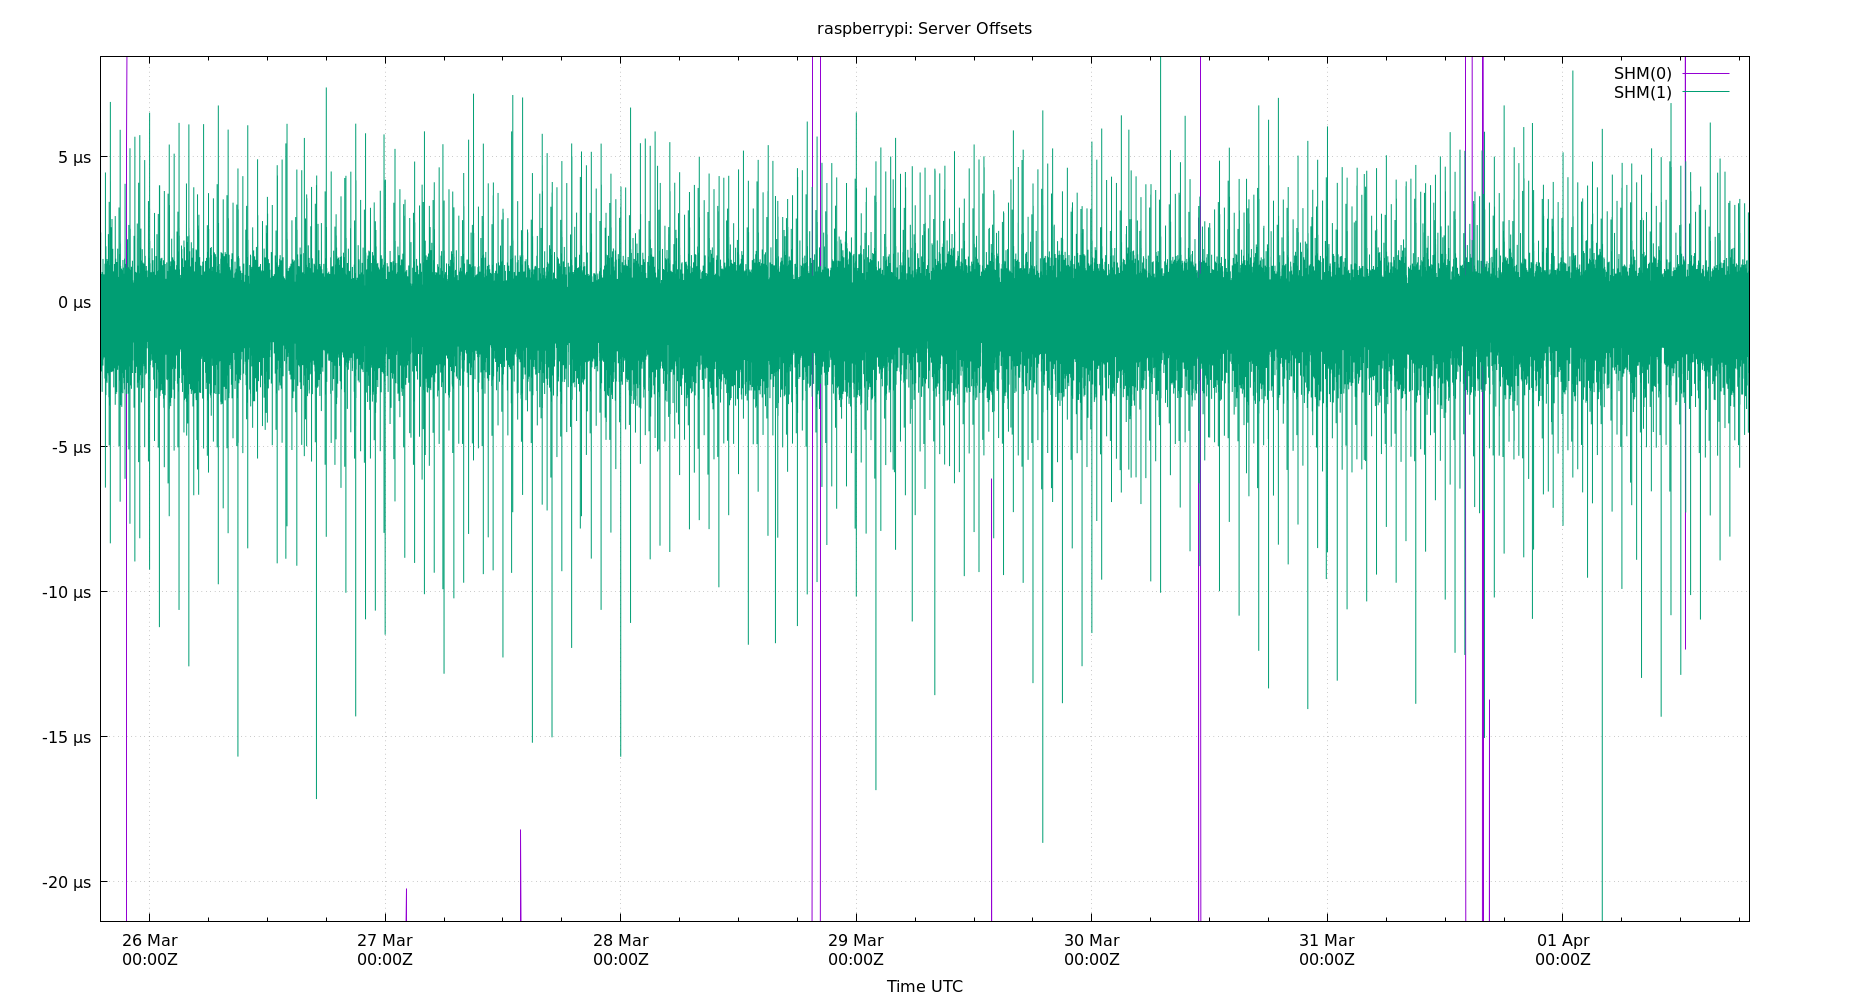 raspberrypi: Server Offsets
SHM(0)
SHM(1)
5 µs
0 µs
-5 µs
-10 µs
-15 µs
-20 µs
26 Mar
00:00Z
27 Mar
00:00Z
28 Mar
00:00Z
29 Mar
00:00Z
30 Mar
00:00Z
31 Mar
00:00Z
01 Apr
00:00Z
Time UTC